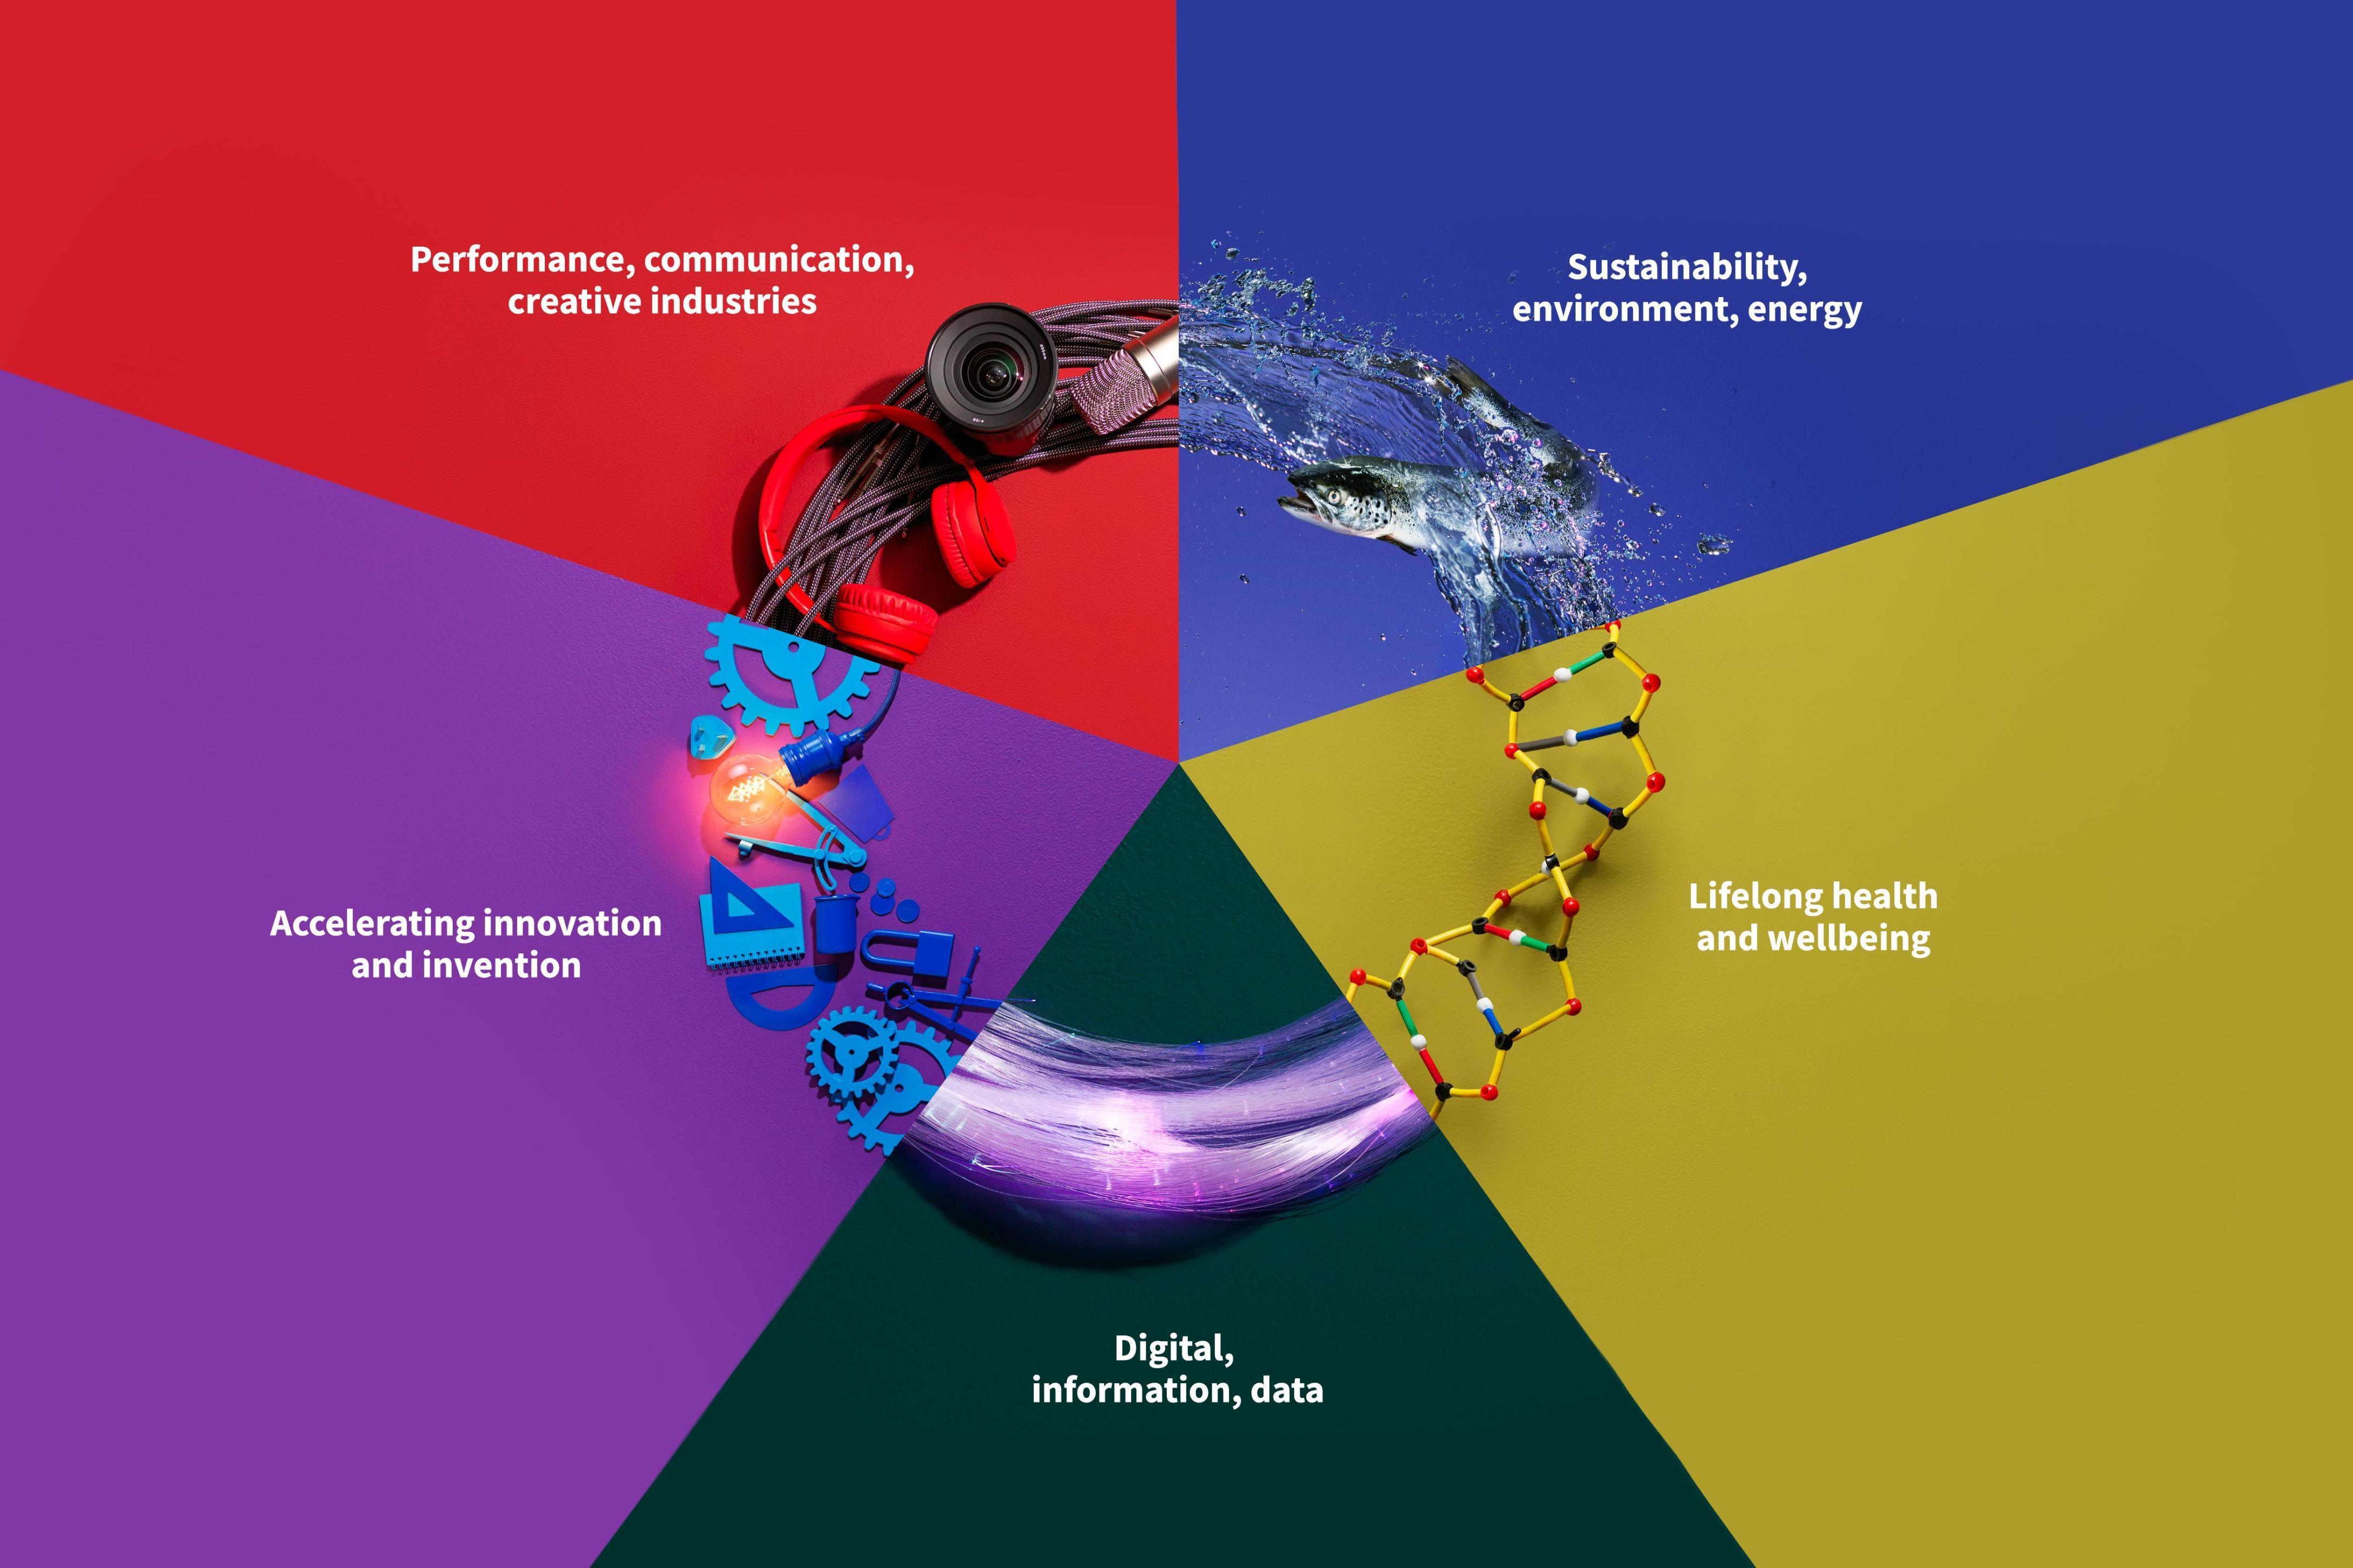 Performance, communication,
creative industries
Sustainability,
environment, energy
Accelerating innovation
and invention
Lifelong health
and wellbeing
Digital,
information, data